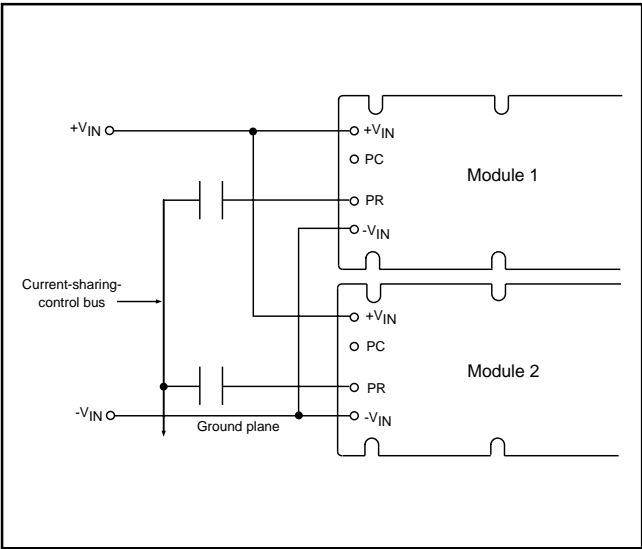 +VIN
+VIN
PC
Module 1
PR
-VIN
Current-sharing-
control bus
+VIN
PC
Module 2
PR
-VIN
-VIN
Ground plane